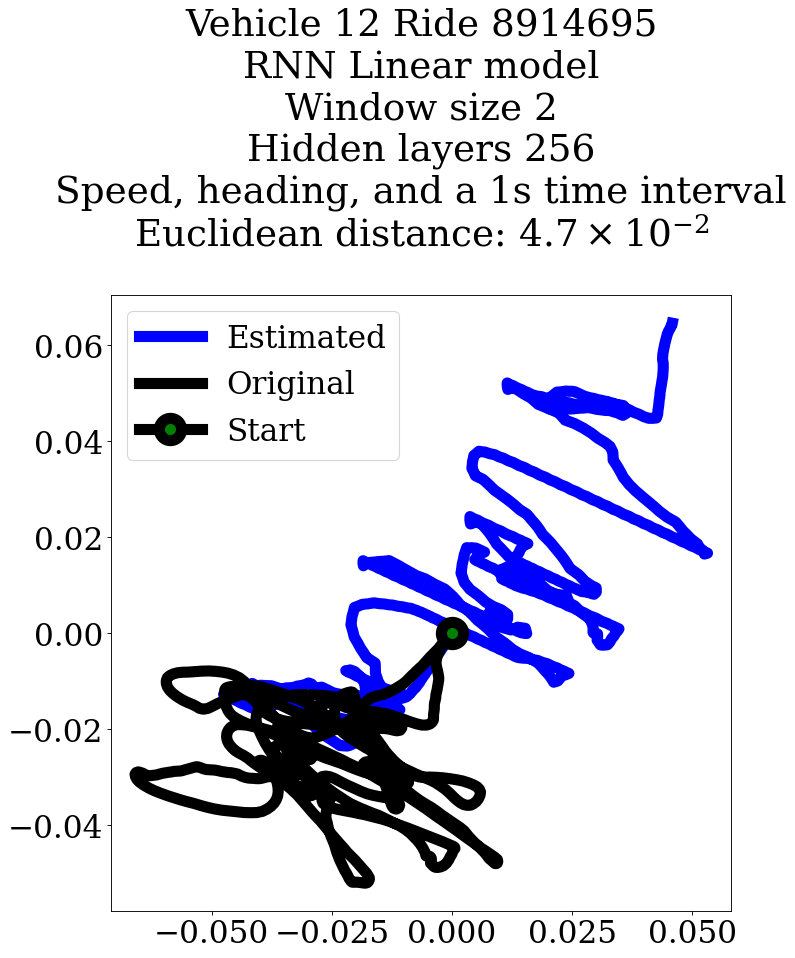 Vehicle 12 Ride 8914695
RNN Linear model
Window size 2
Hidden layers 256
Speed, heading, and a 1s time interval
Euclidean distance: 4.7 × 10⁻²
Estimated
Original
Start
0.06
0.04
0.02
0.00
−0.02
−0.04
−0.050 −0.025 0.000 0.025 0.050